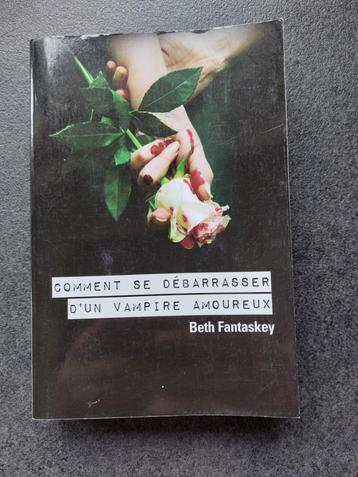 COMMENT SE DÉBARRASSER
D'UN VAMPIRE AMOUREUX
Beth Fantaskey